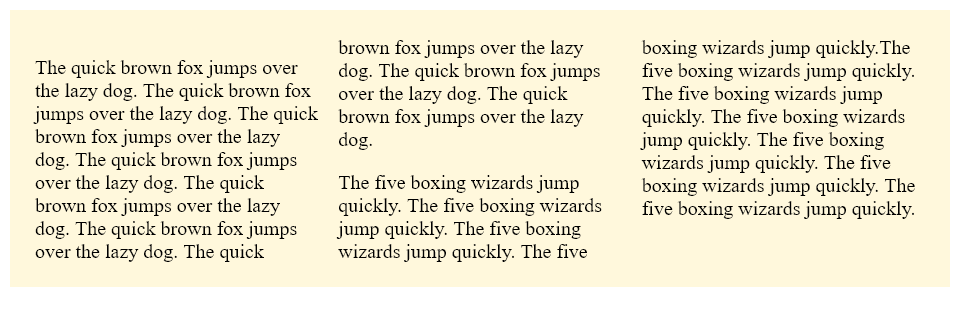 The quick brown fox jumps over
the lazy dog. The quick brown fox
jumps over the lazy dog. The quick
brown fox jumps over the lazy
dog. The quick brown fox jumps
over the lazy dog. The quick
brown fox jumps over the lazy
dog. The quick brown fox jumps
over the lazy dog. The quick
brown fox jumps over the lazy
dog. The quick brown fox jumps
over the lazy dog. The quick
brown fox jumps over the lazy
dog.
The five boxing wizards jump
quickly. The five boxing wizards
jump quickly. The five boxing
wizards jump quickly. The five
boxing wizards jump quickly.The
five boxing wizards jump quickly.
The five boxing wizards jump
quickly. The five boxing wizards
jump quickly. The five boxing
wizards jump quickly. The five
boxing wizards jump quickly. The
five boxing wizards jump quickly.